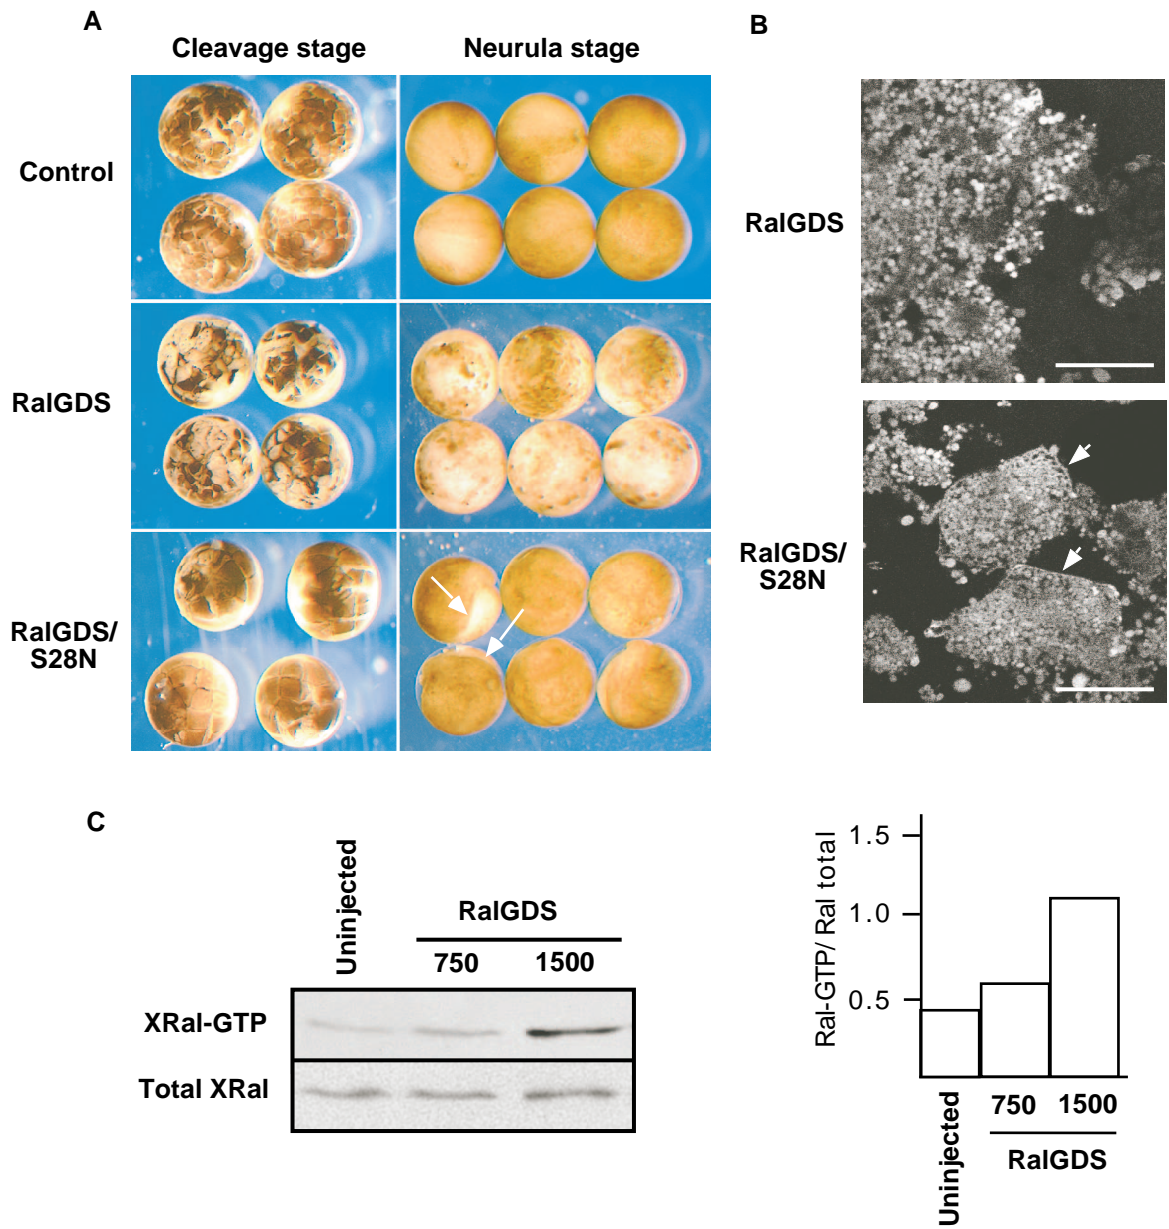 A
Cleavage stage
Neurula stage
Control
RalGDS
RalGDS/
S28N
B
RalGDS
RalGDS/
S28N
C
Uninjected
RalGDS
750
1500
XRal-GTP
Total XRal
Ral-GTP/ Ral total
1.5
1.0
0.5
Uninjected
750
1500
RalGDS